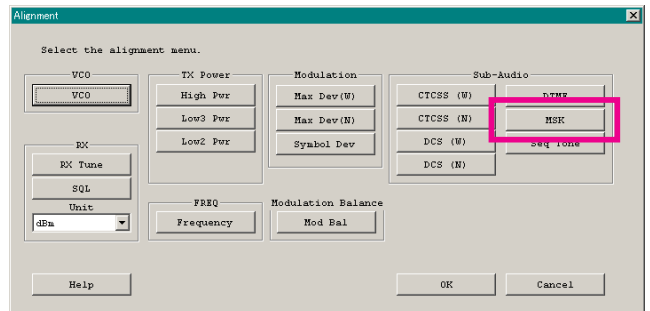 Alignment
Select the alignment menu.
VCO
VCO
RX
RX Tune
SQL
Unit
dBm
TX Power
High Pwr
Low3 Pwr
Low2 Pwr
FREQ
Frequency
Modulation
Max Dev(W)
Max Dev(N)
Symbol Dev
Modulation Balance
Mod Bal
Sub-Audio
CTCSS (W)
CTCSS (N)
DCS (W)
DCS (N)
DTMF
MSK
Seq Tone
Help
OK
Cancel